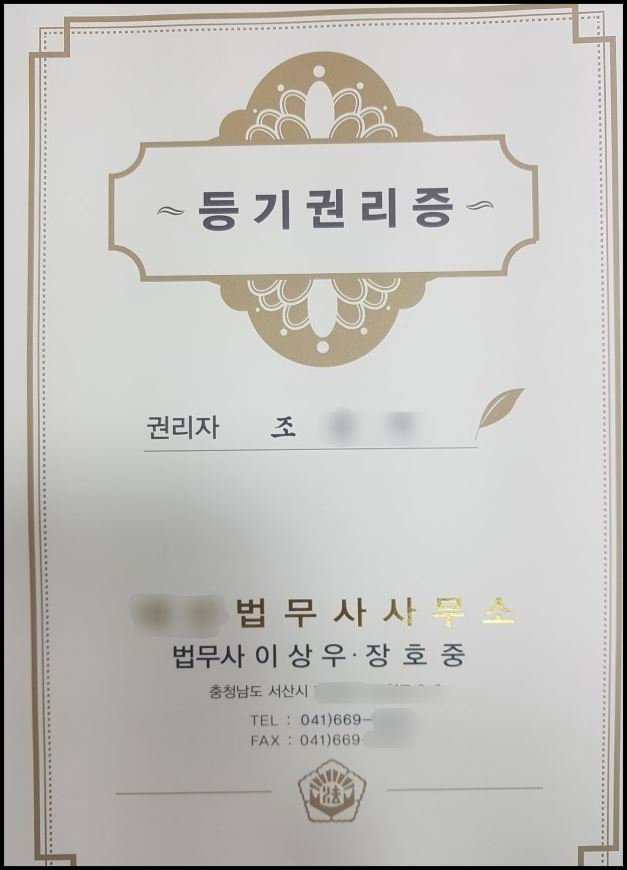 등기권리증
권리자 조
법무사사무소
법무사 이상우·장호중
충청남도 서산시
TEL : 041)669-
FAX : 041)669-
法